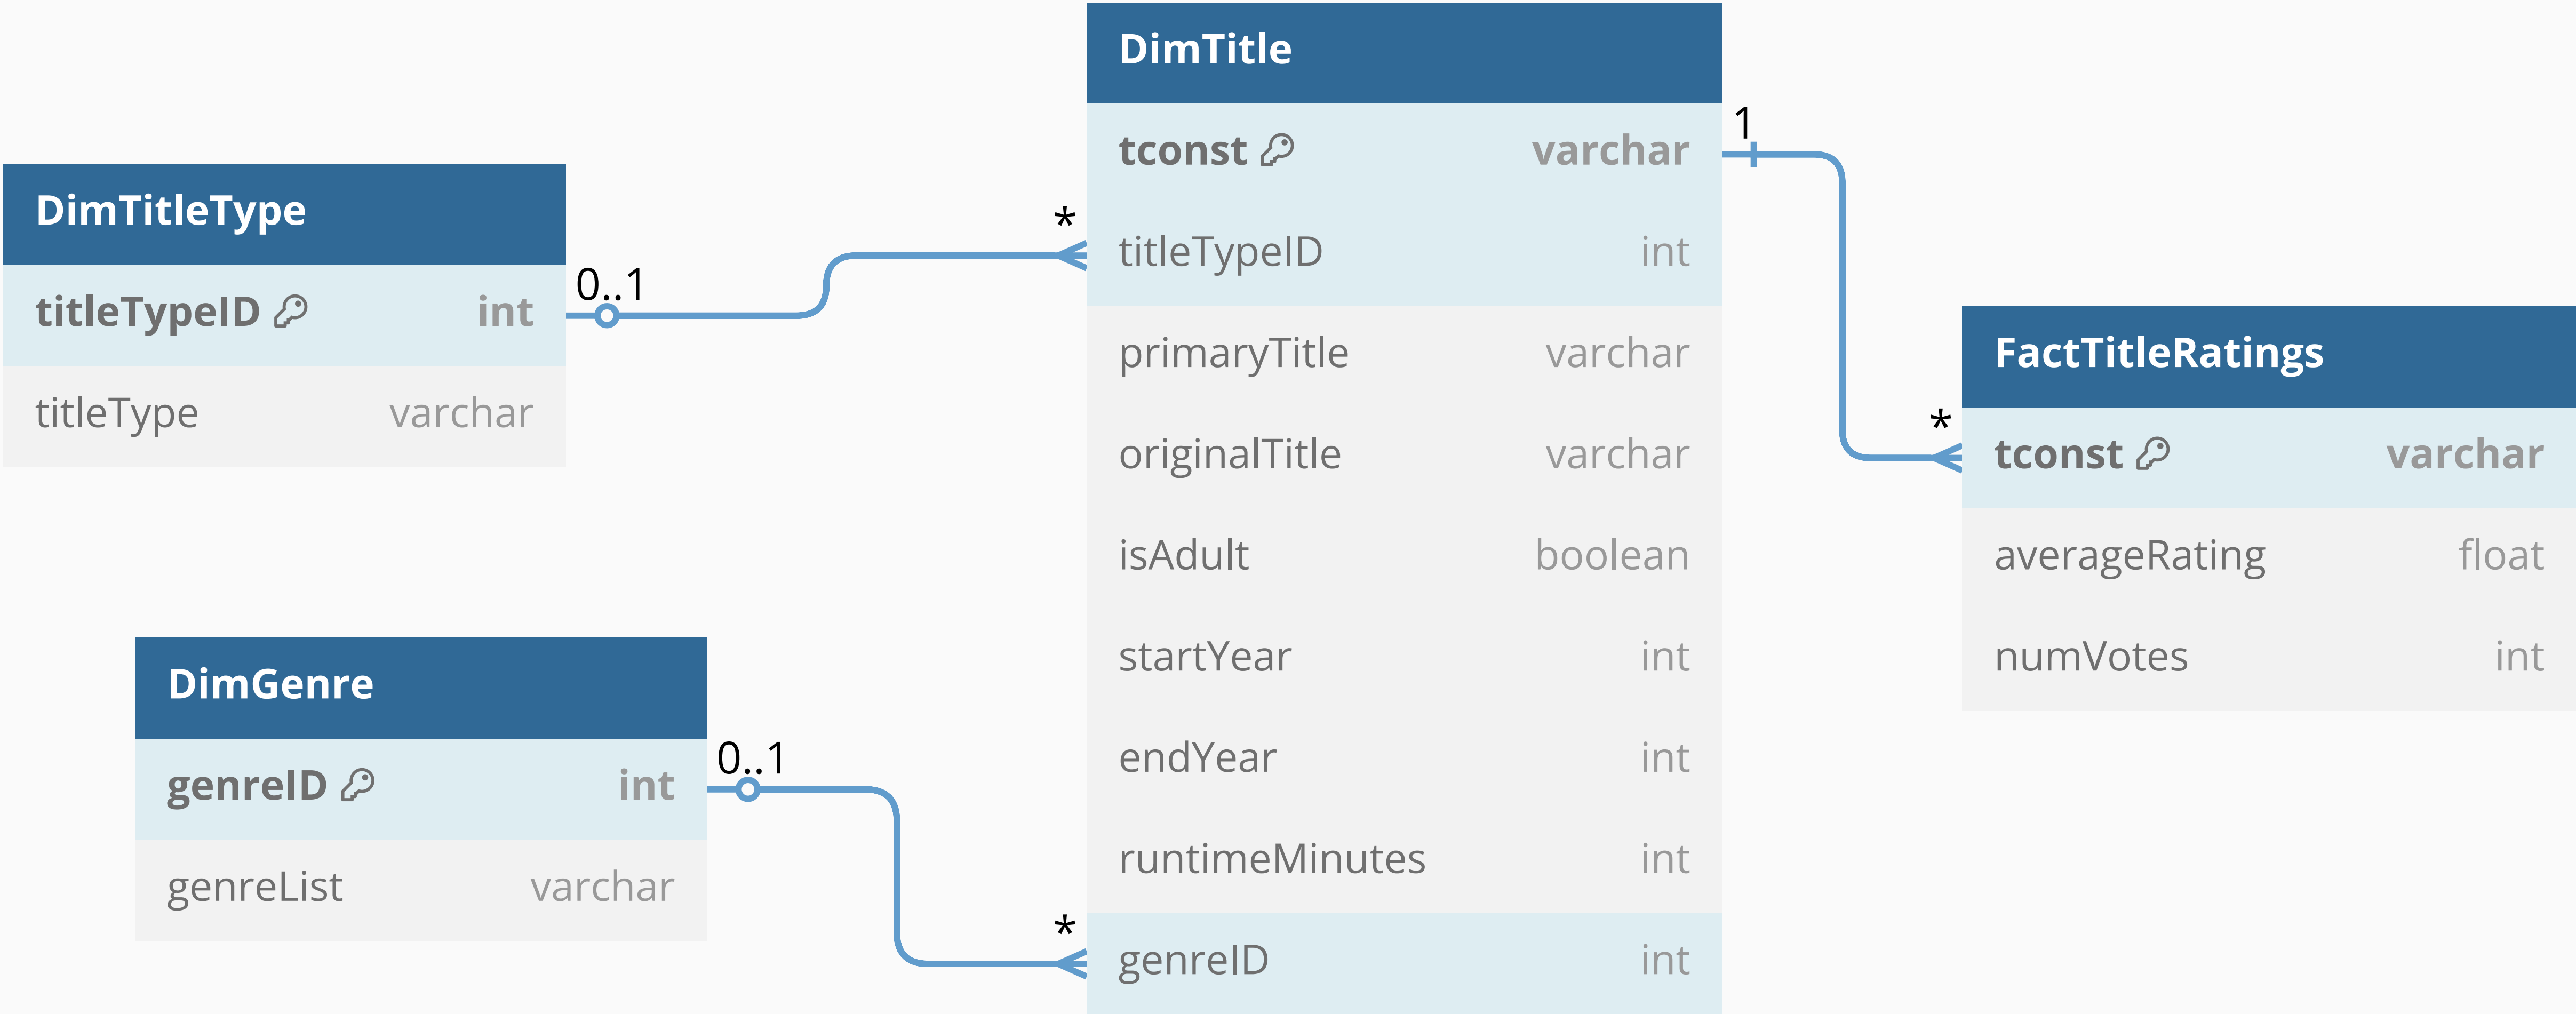 DimTitleType
titleTypeID int
titleType varchar
0..1
*
DimGenre
genreID int
genreList varchar
0..1
*
DimTitle
tconst varchar
titleTypeID int
primaryTitle varchar
originalTitle varchar
isAdult boolean
startYear int
endYear int
runtimeMinutes int
genreID int
1
*
FactTitleRatings
tconst varchar
averageRating float
numVotes int